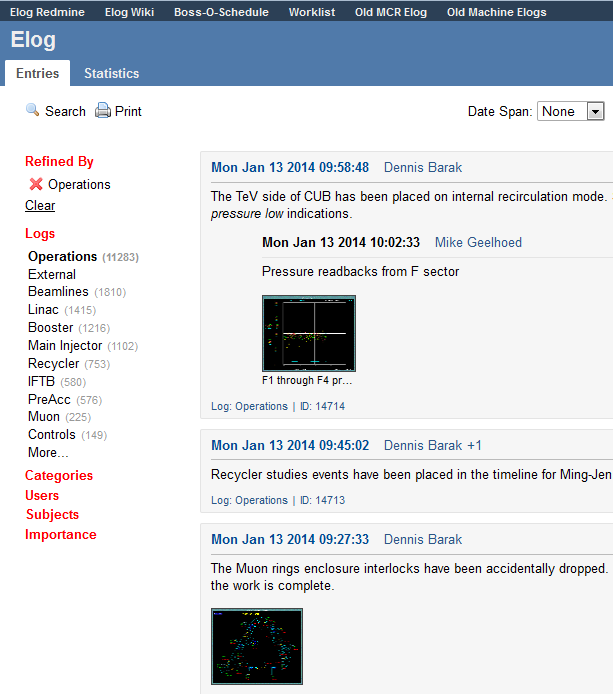 Elog Redmine Elog Wiki Boss-O-Schedule Worklist Old MCR Elog Old Machine Elogs
Elog
Entries Statistics
Search Print Date Span: None
Refined By
Operations
Clear
Logs
Operations (11283)
External
Beamlines (1810)
Linac (1415)
Booster (1216)
Main Injector (1102)
Recycler (753)
IFTB (580)
PreAcc (576)
Muon (225)
Controls (149)
More...
Categories
Users
Subjects
Importance
Mon Jan 13 2014 09:58:48 Dennis Barak
The TeV side of CUB has been placed on internal recirculation mode.
pressure low indications.
Mon Jan 13 2014 10:02:33 Mike Geelhoed
Pressure readbacks from F sector
F1 through F4 pr...
Log: Operations | ID: 14714
Mon Jan 13 2014 09:45:02 Dennis Barak +1
Recycler studies events have been placed in the timeline for Ming-Jen
Log: Operations | ID: 14713
Mon Jan 13 2014 09:27:33 Dennis Barak
The Muon rings enclosure interlocks have been accidentally dropped.
the work is complete.